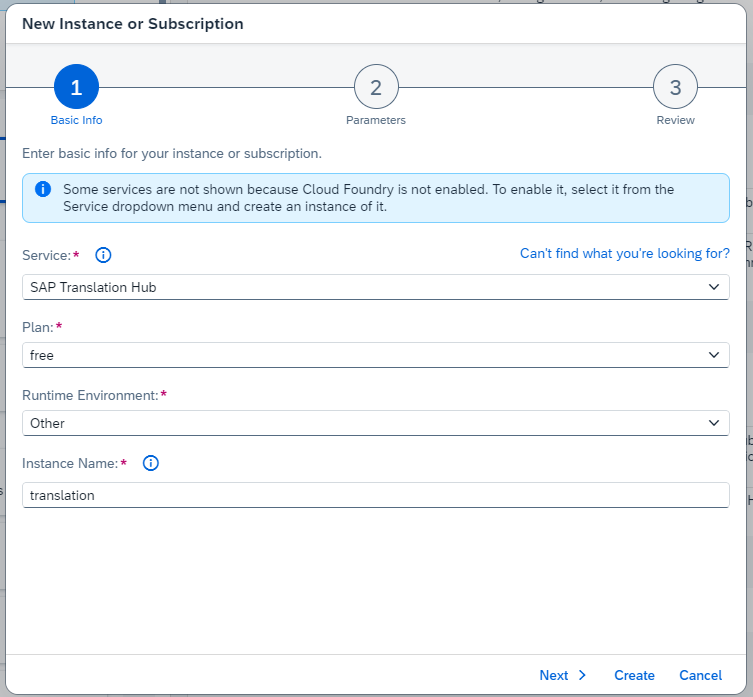 New Instance or Subscription
1
2
3
Basic Info
Parameters
Review
Enter basic info for your instance or subscription.
Some services are not shown because Cloud Foundry is not enabled. To enable it, select it from the
Service dropdown menu and create an instance of it.
Service:*
Can't find what you're looking for?
SAP Translation Hub
Plan:*
free
Runtime Environment:*
Other
Instance Name:*
translation
Next
Create
Cancel